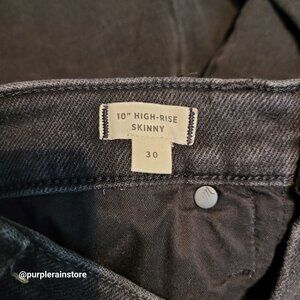 10" HIGH-RISE
SKINNY
30
@purplerainstore